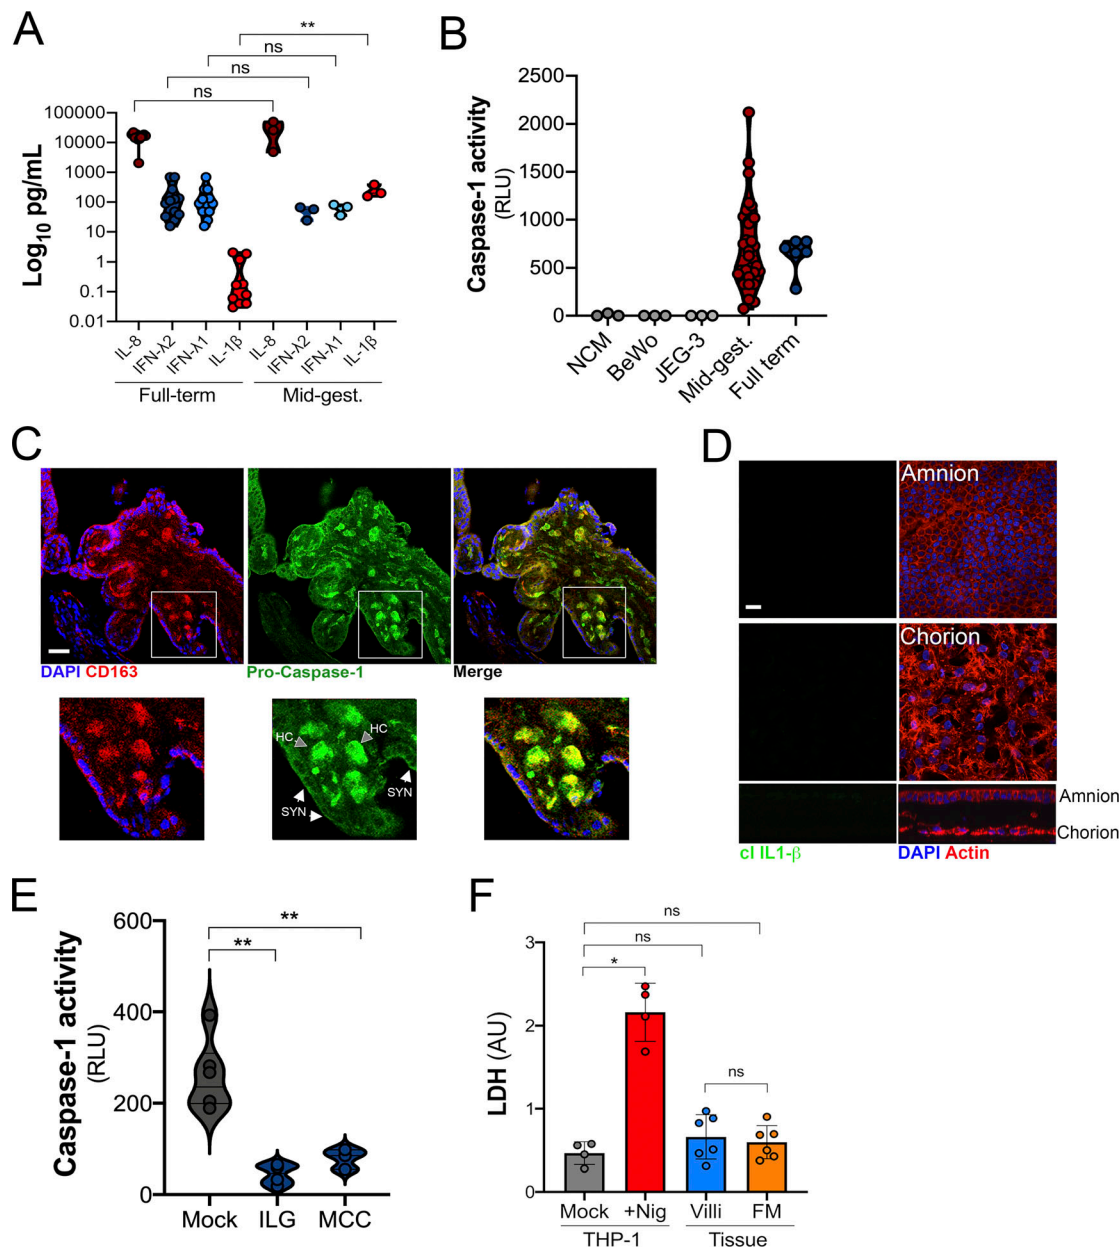 A
**
ns
ns
ns
Log10 pg/mL
100000
10000
1000
100
10
1
0.1
0.01
IL-8
IFN-λ2
IFN-λ1
IL-1β
IL-8
IFN-λ2
IFN-λ1
IL-1β
Full-term
Mid-gest.
B
Caspase-1 activity
(RLU)
2500
2000
1500
1000
500
0
NCM
BeWo
JEG-3
Mid-gest.
Full term
C
DAPI CD163
Pro-Caspase-1
Merge
HC
HC
SYN
SYN
D
Amnion
Chorion
Amnion
Chorion
cl IL1-β
DAPI Actin
E
Caspase-1 activity
(RLU)
600
400
200
0
**
**
Mock
ILG
MCC
F
LDH (AU)
3
2
1
0
ns
ns
*
ns
Mock
+Nig
Villi
FM
THP-1
Tissue